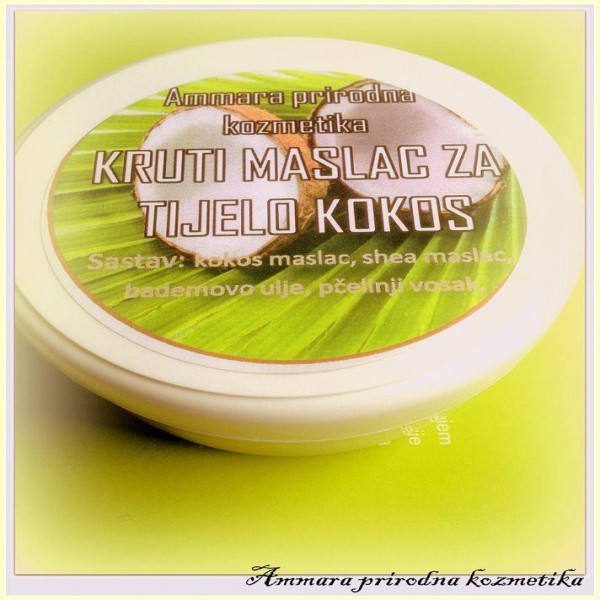 Ammara prirodna
kozmetika
KRUTI MASLAC ZA
TIJELO KOKOS
Sastav: kokos maslac, shea maslac,
bademovo ulje, pčelinji vosak.
Ammara prirodna kozmetika